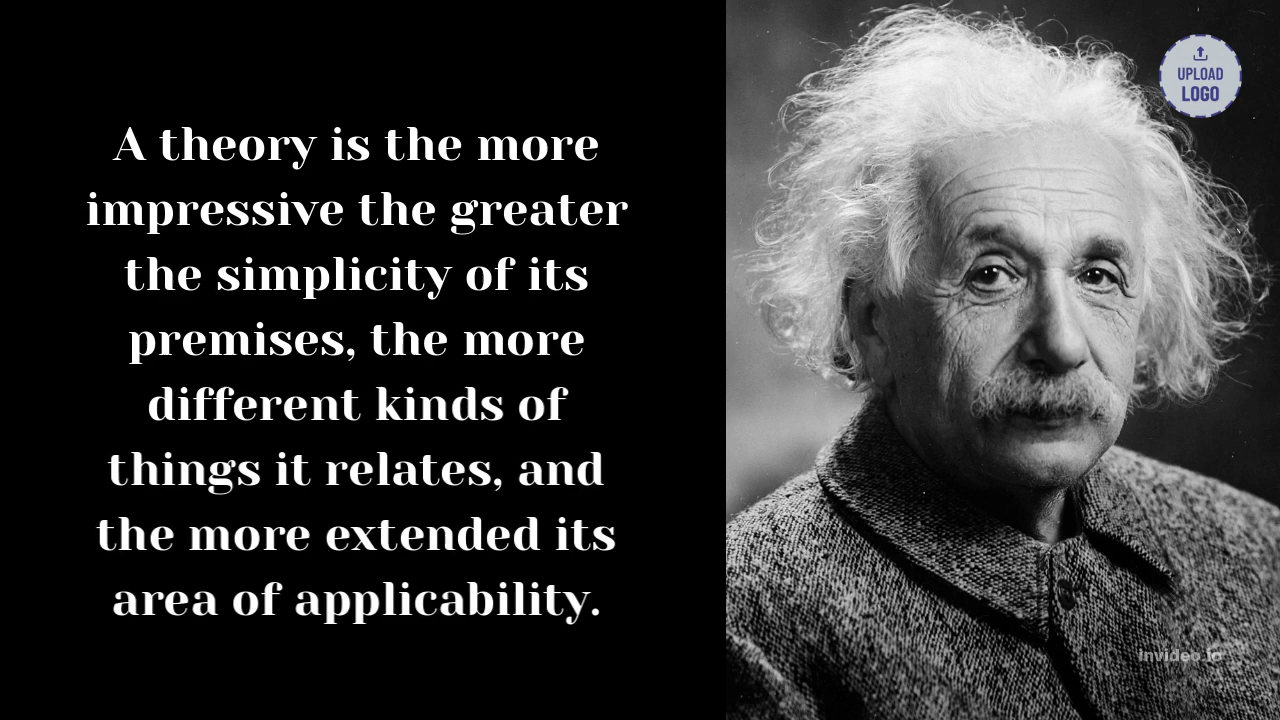 A theory is the more
impressive the greater
the simplicity of its
premises, the more
different kinds of
things it relates, and
the more extended its
area of applicability.
UPLOAD
LOGO
invideo.io